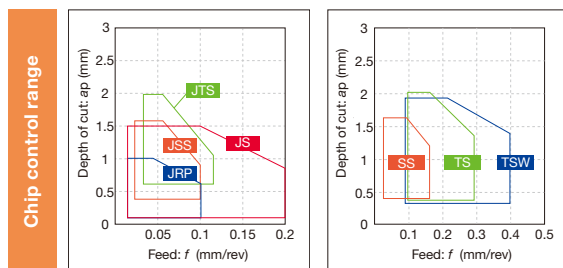 Chip control range
Depth of cut: ap (mm)
3
2.5
2
1.5
1
0.5
0
JTS
JSS
JS
JRP
0.05
0.1
0.15
0.2
Feed: f (mm/rev)
Depth of cut: ap (mm)
3
2.5
2
1.5
1
0.5
0
SS
TS
TSW
0.1
0.2
0.3
0.4
0.5
Feed: f (mm/rev)